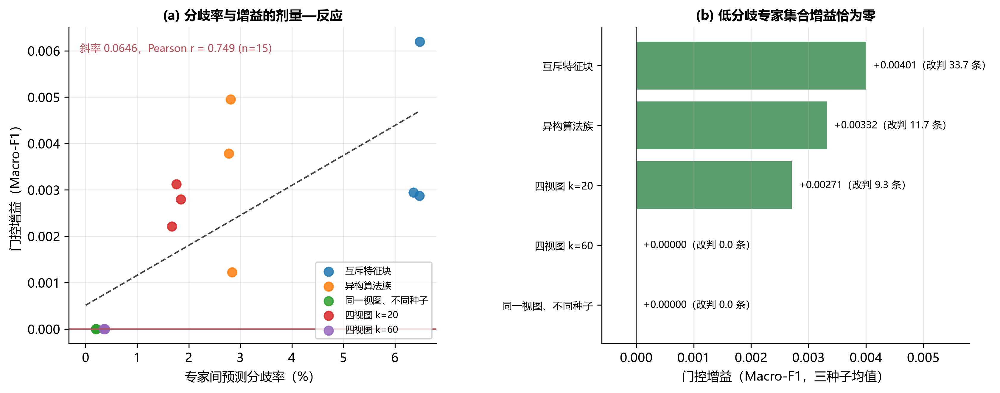 (a) 分歧率与增益的剂量—反应
斜率 0.0646，Pearson r = 0.749 (n=15)
门控增益（Macro-F1）
0.006
0.005
0.004
0.003
0.002
0.001
0.000
互斥特征块
异构算法族
同一视图、不同种子
四视图 k=20
四视图 k=60
0 1 2 3 4 5 6
专家间预测分歧率（%）
(b) 低分歧专家集合增益恰为零
互斥特征块 +0.00401（改判 33.7 条）
异构算法族 +0.00332（改判 11.7 条）
四视图 k=20 +0.00271（改判 9.3 条）
四视图 k=60 +0.00000（改判 0.0 条）
同一视图、不同种子 +0.00000（改判 0.0 条）
0.000 0.001 0.002 0.003 0.004 0.005
门控增益（Macro-F1，三种子均值）